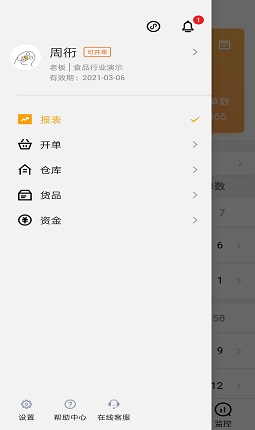 1
周衍 可开单
老板 | 食品行业演示
有效期：2021-03-06
报表
开单
仓库
货品
资金
设置
帮助中心
在线客服
单数
365
单数
7
6
1
58
9
12
监控